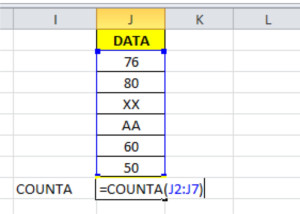 I J K L
DATA
76
80
XX
AA
60
50
COUNTA =COUNTA(J2:J7)